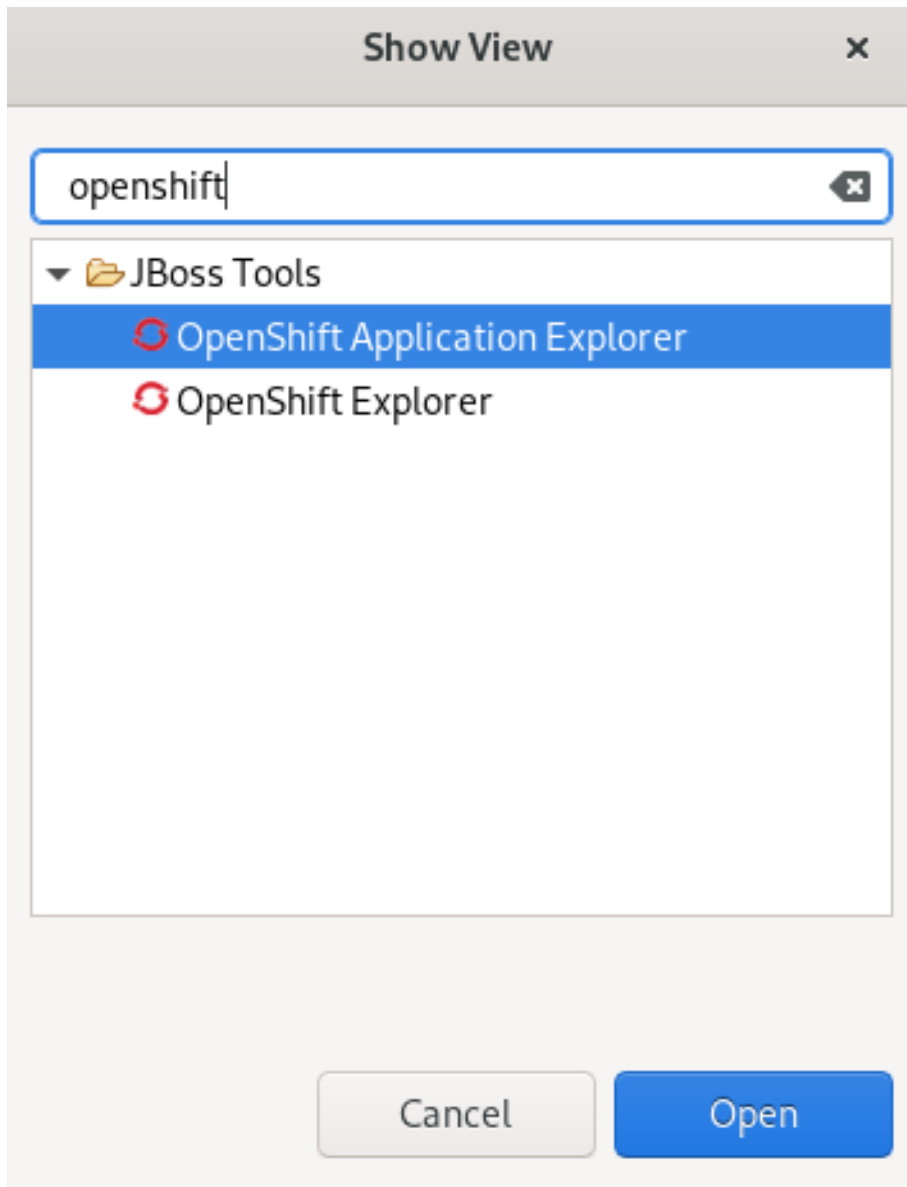 Show View
openshift
JBoss Tools
OpenShift Application Explorer
OpenShift Explorer
Cancel
Open